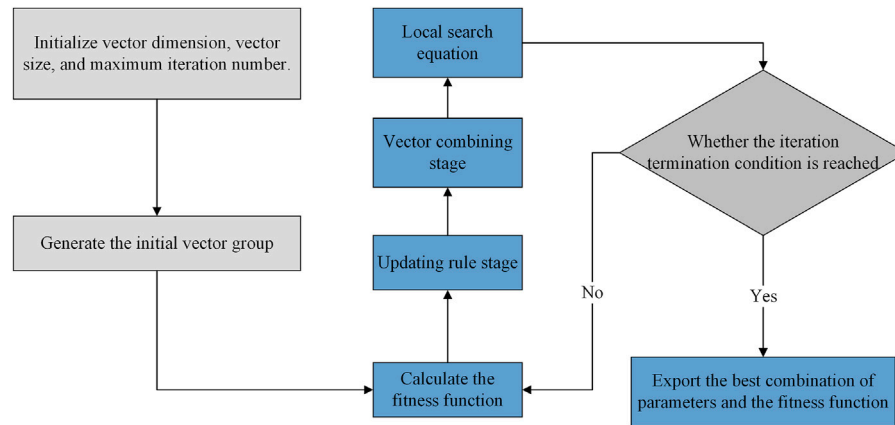 Initialize vector dimension, vector
size, and maximum iteration number.
Generate the initial vector group
Local search
equation
Vector combining
stage
Updating rule stage
Calculate the
fitness function
Whether the iteration
termination condition is reached
No
Yes
Export the best combination of
parameters and the fitness function